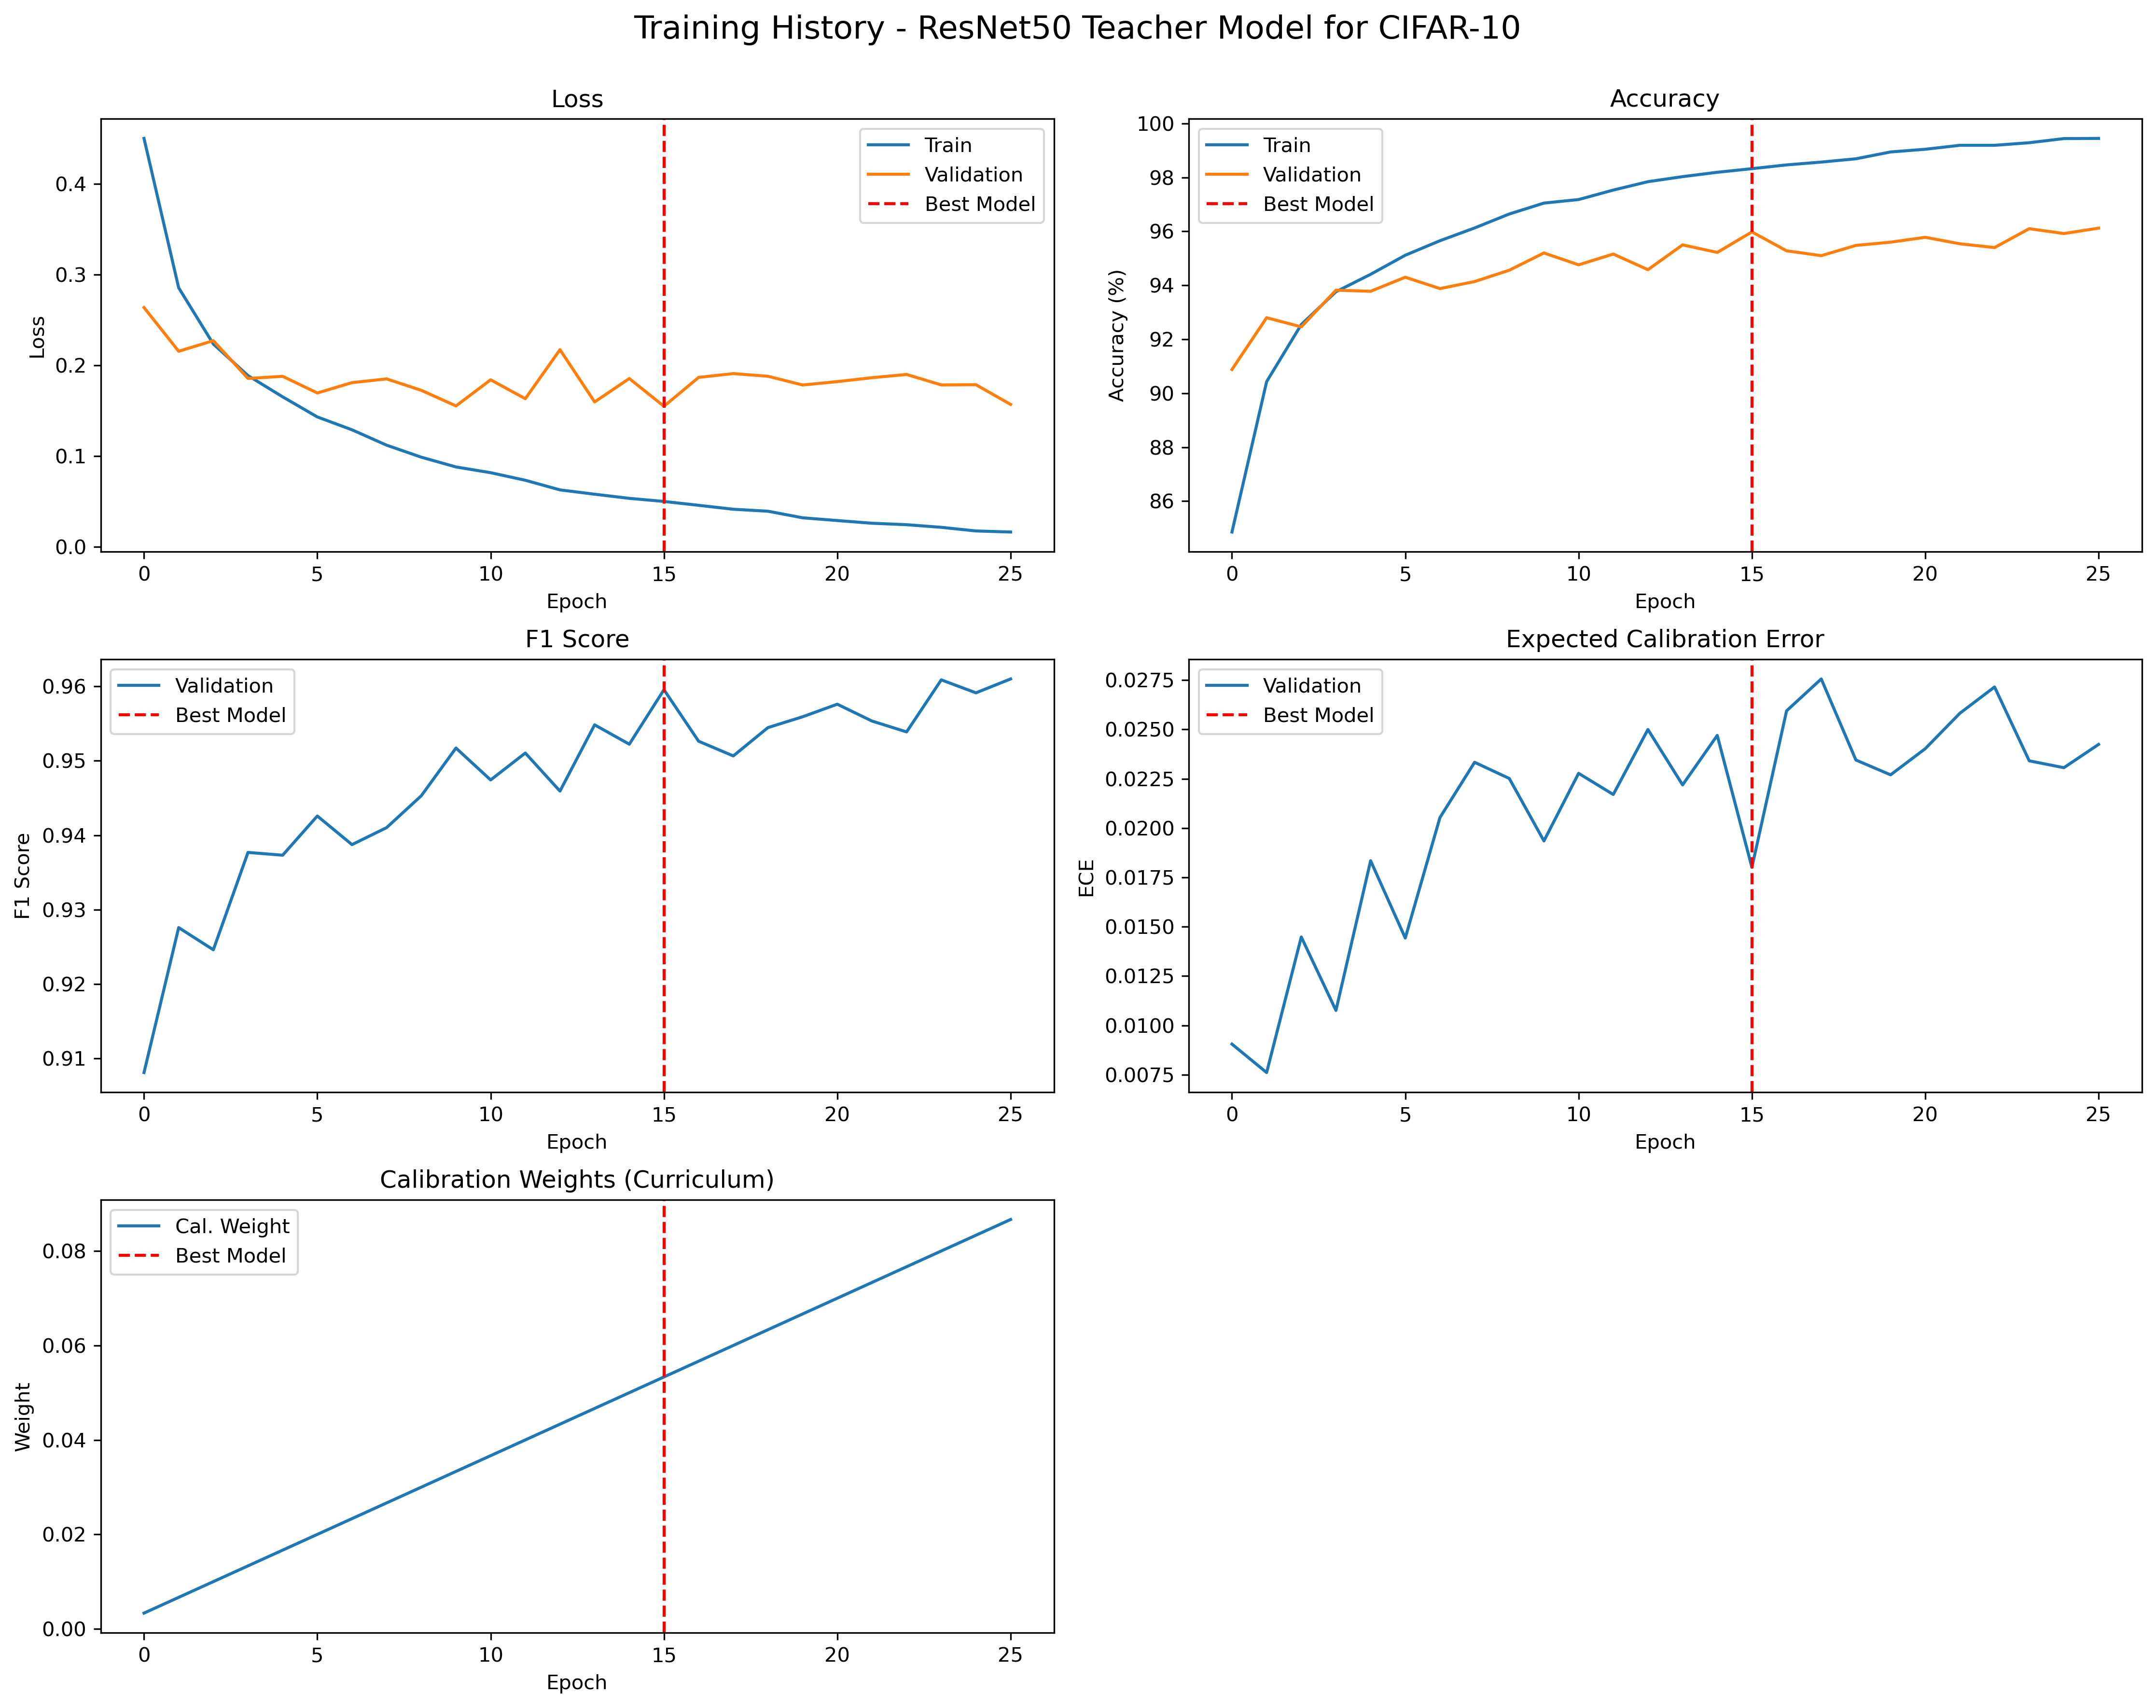 Training History - ResNet50 Teacher Model for CIFAR-10
Loss
Train
Validation
Best Model
0.4
0.3
0.2
0.1
0.0
Loss
0 5 10 15 20 25
Epoch
Accuracy
Train
Validation
Best Model
100
98
96
94
92
90
88
86
Accuracy (%)
0 5 10 15 20 25
Epoch
F1 Score
Validation
Best Model
0.96
0.95
0.94
0.93
0.92
0.91
F1 Score
0 5 10 15 20 25
Epoch
Expected Calibration Error
Validation
Best Model
0.0275
0.0250
0.0225
0.0200
0.0175
0.0150
0.0125
0.0100
0.0075
ECE
0 5 10 15 20 25
Epoch
Calibration Weights (Curriculum)
Cal. Weight
Best Model
0.08
0.06
0.04
0.02
0.00
Weight
0 5 10 15 20 25
Epoch